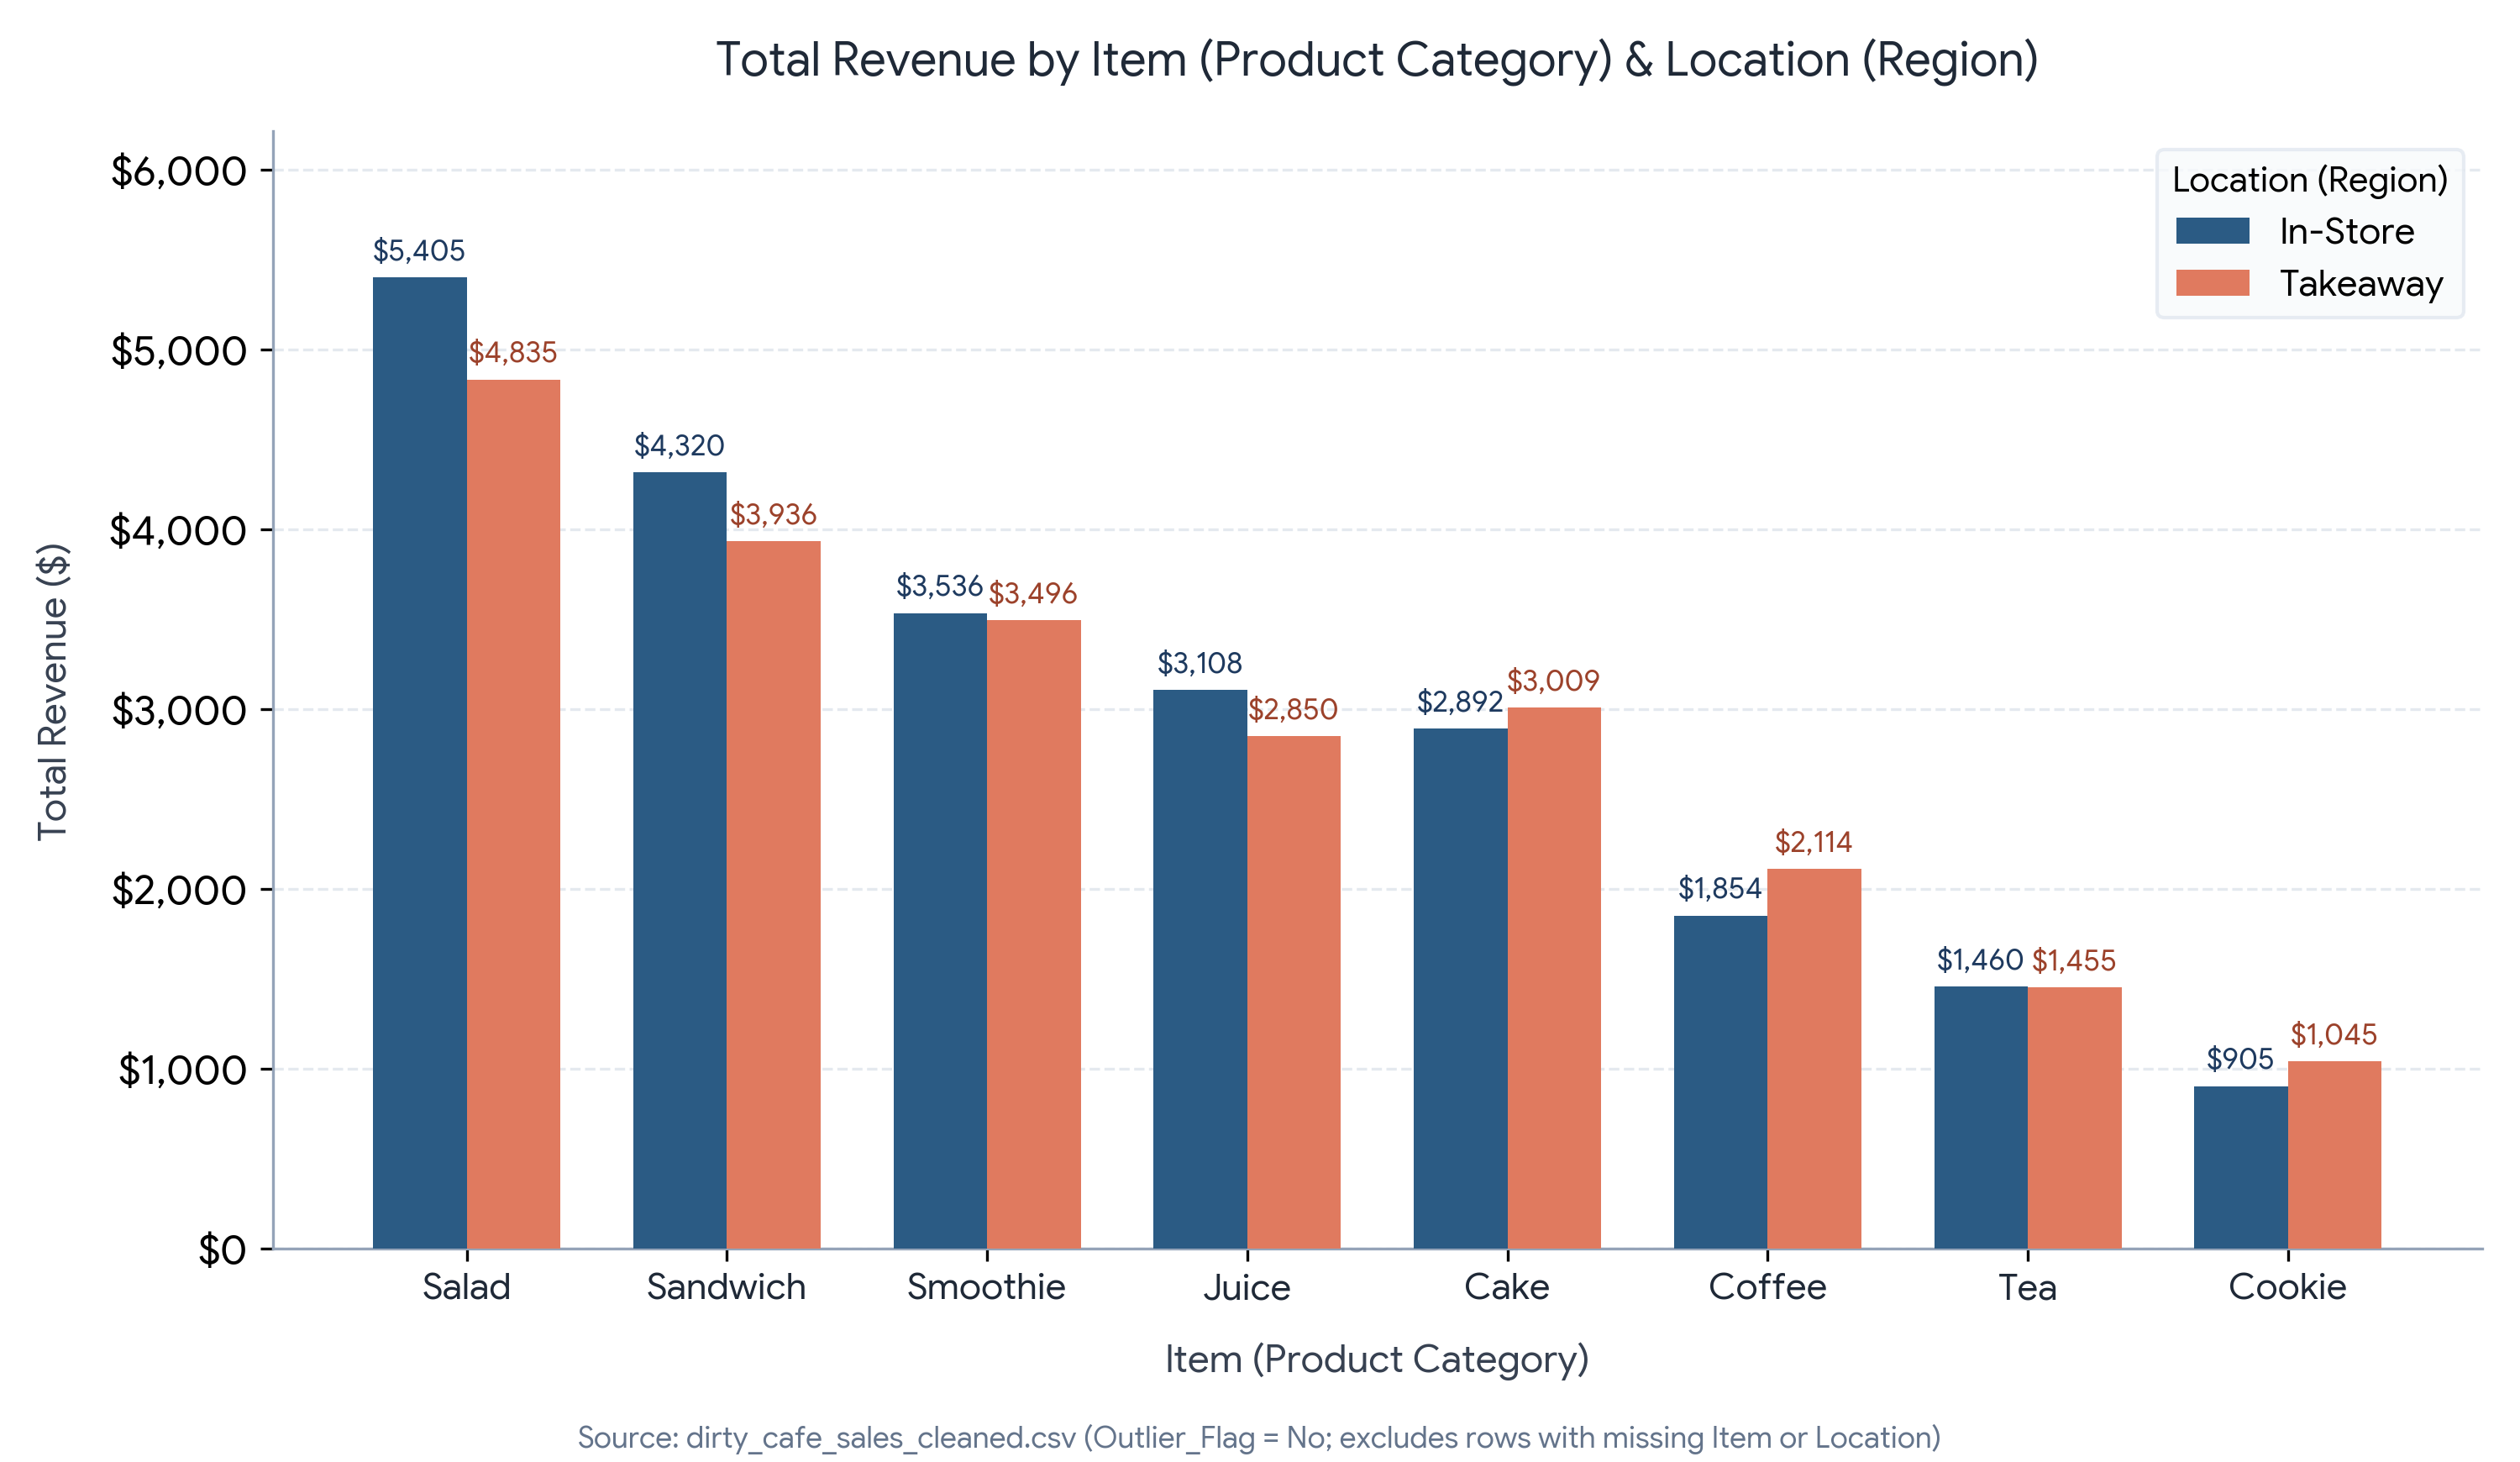 Total Revenue by Item (Product Category) & Location (Region)
Total Revenue ($)
$6,000
$5,000
$4,000
$3,000
$2,000
$1,000
$0
Location (Region)
In-Store
Takeaway
$5,405
$4,835
$4,320
$3,936
$3,536
$3,496
$3,108
$2,850
$2,892
$3,009
$1,854
$2,114
$1,460
$1,455
$905
$1,045
Salad
Sandwich
Smoothie
Juice
Cake
Coffee
Tea
Cookie
Item (Product Category)
Source: dirty_cafe_sales_cleaned.csv (Outlier_Flag = No; excludes rows with missing Item or Location)